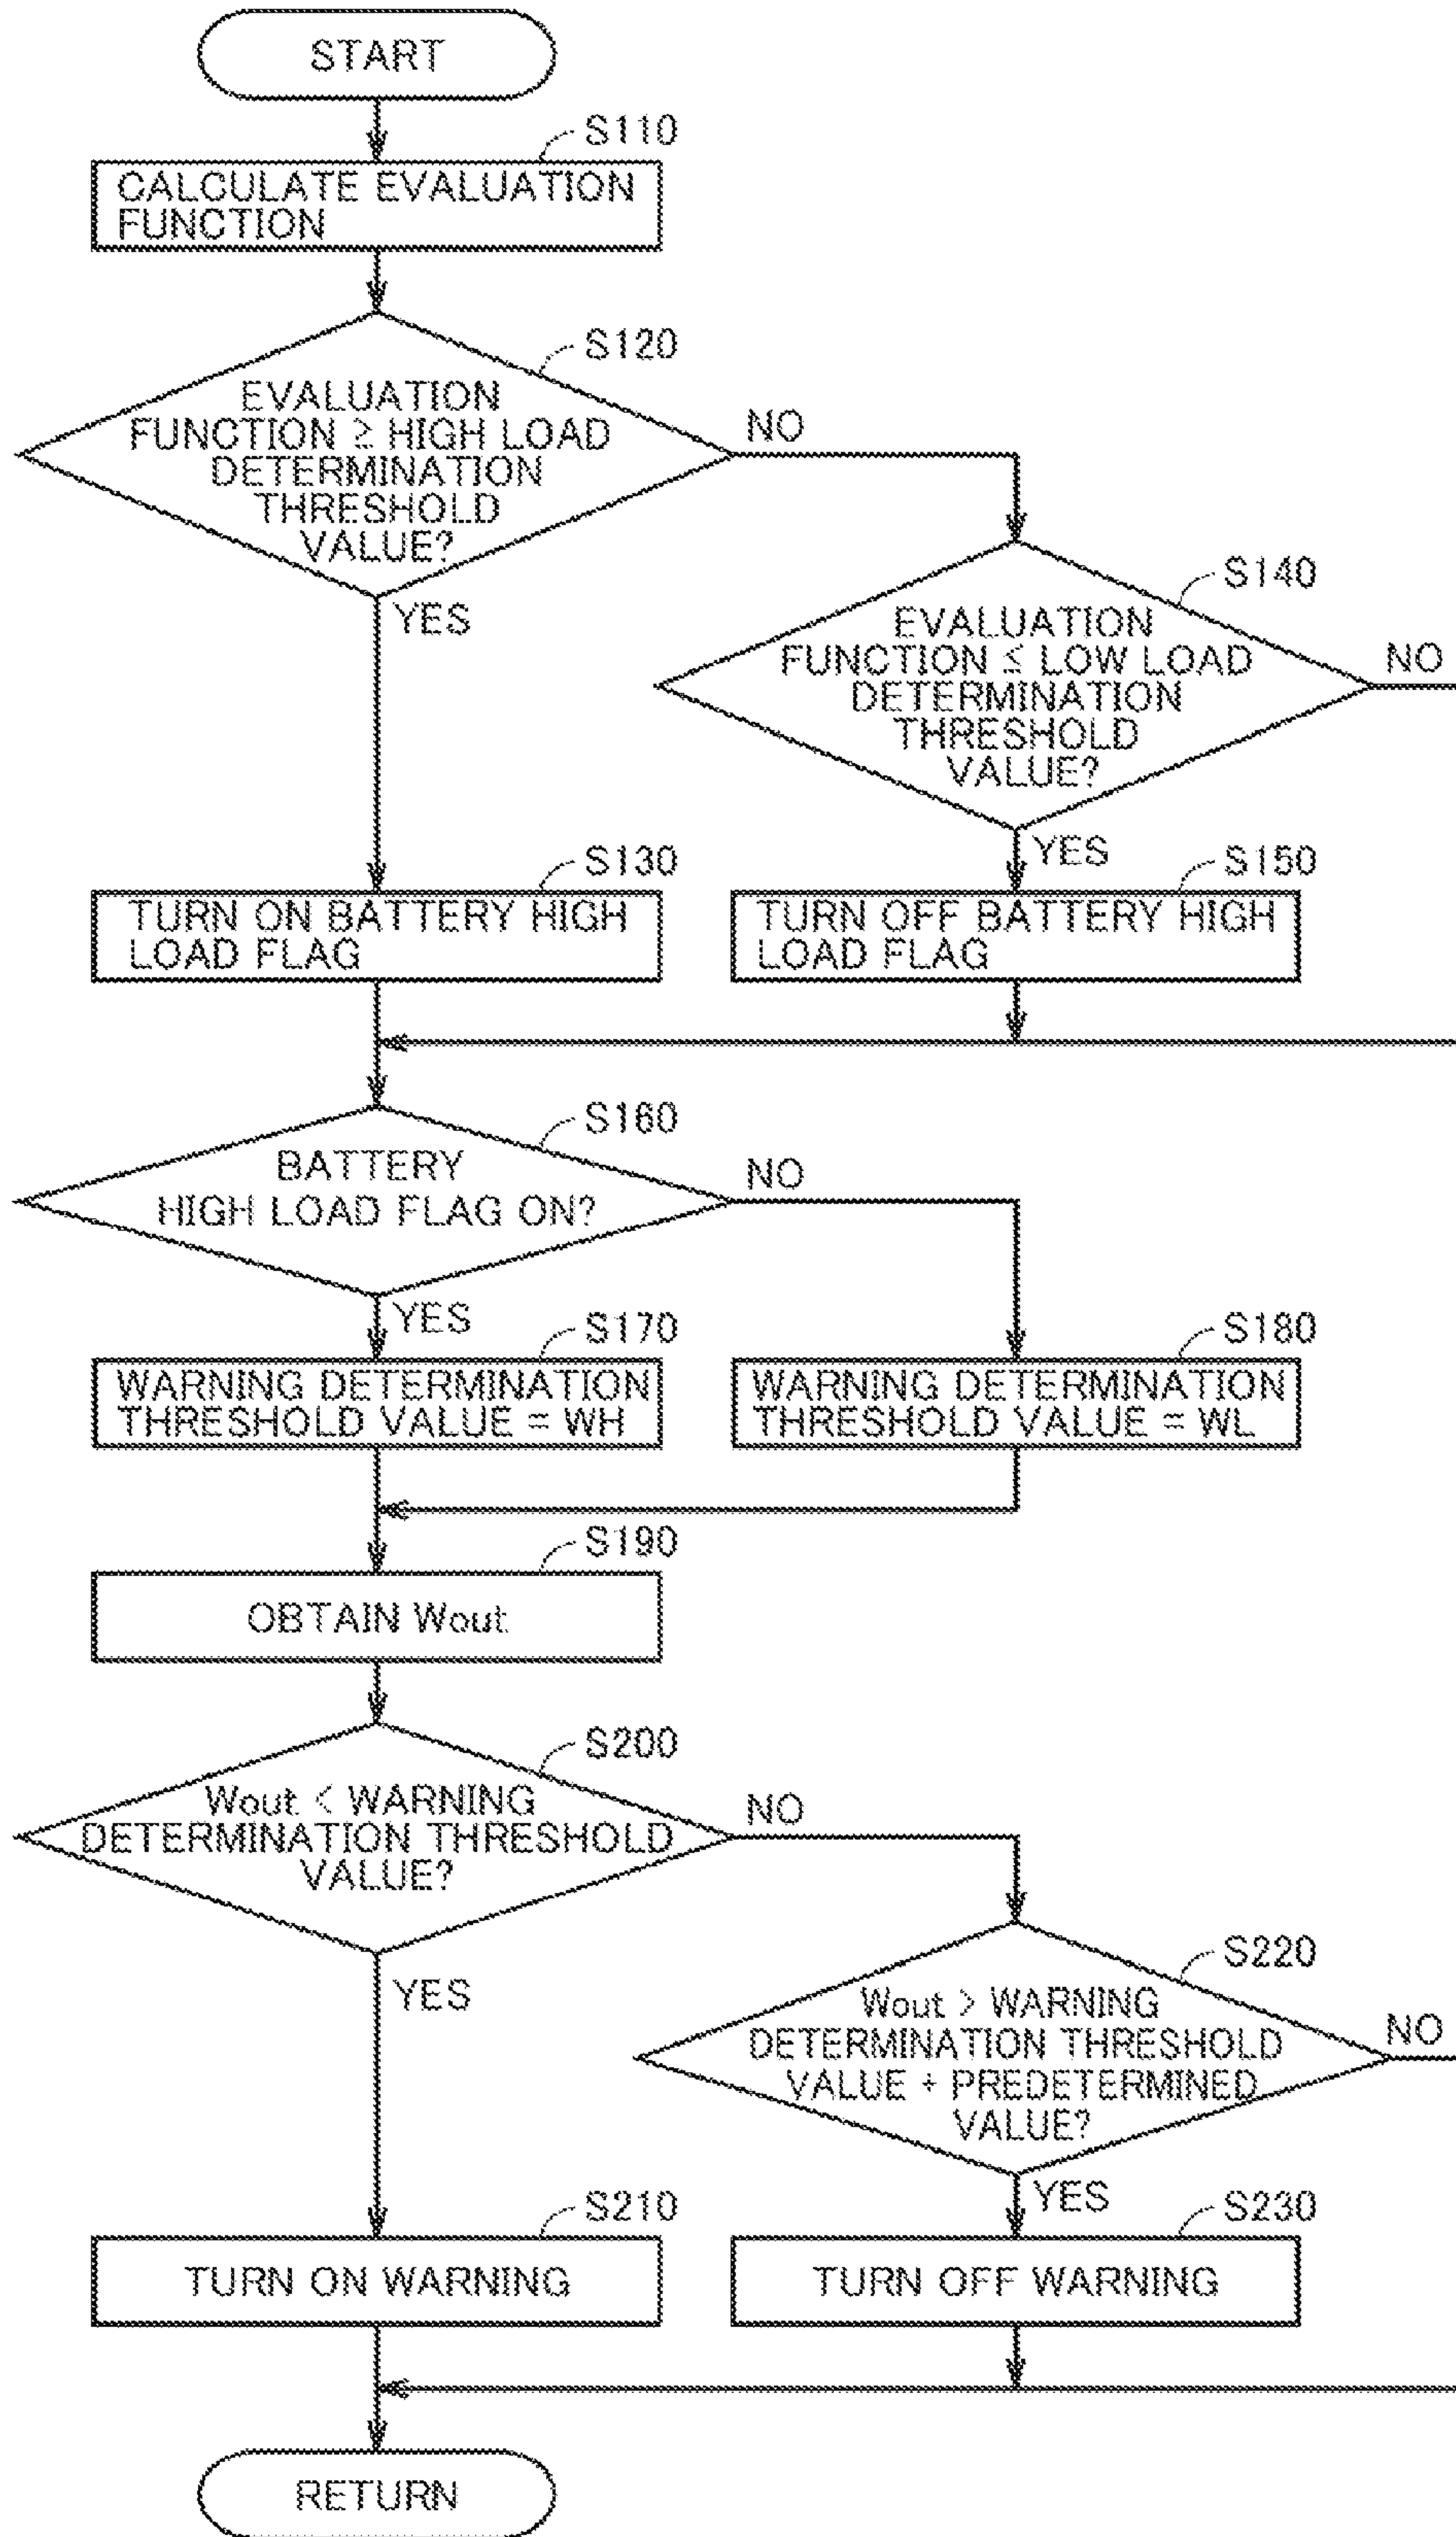 START
S110
CALCULATE EVALUATION
FUNCTION
S120
EVALUATION
FUNCTION ≥ HIGH LOAD
DETERMINATION
THRESHOLD
VALUE?
NO
YES
S140
EVALUATION
FUNCTION ≤ LOW LOAD
DETERMINATION
THRESHOLD
VALUE?
NO
YES
S130
TURN ON BATTERY HIGH
LOAD FLAG
S150
TURN OFF BATTERY HIGH
LOAD FLAG
S160
BATTERY
HIGH LOAD FLAG ON?
NO
YES
S170
WARNING DETERMINATION
THRESHOLD VALUE = WH
S180
WARNING DETERMINATION
THRESHOLD VALUE = WL
S190
OBTAIN Wout
S200
Wout < WARNING
DETERMINATION THRESHOLD
VALUE?
NO
YES
S220
Wout > WARNING
DETERMINATION THRESHOLD
VALUE + PREDETERMINED
VALUE?
NO
YES
S210
TURN ON WARNING
S230
TURN OFF WARNING
RETURN